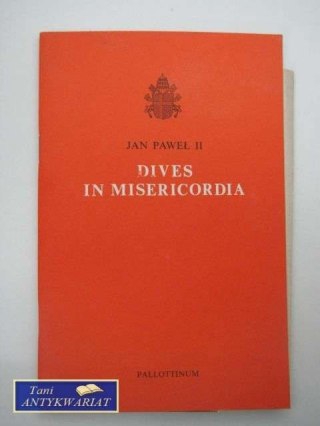 JAN PAWEŁ II
DIVES
IN MISERICORDIA
PALLOTTINUM
Tani
ANTYKWARIAT